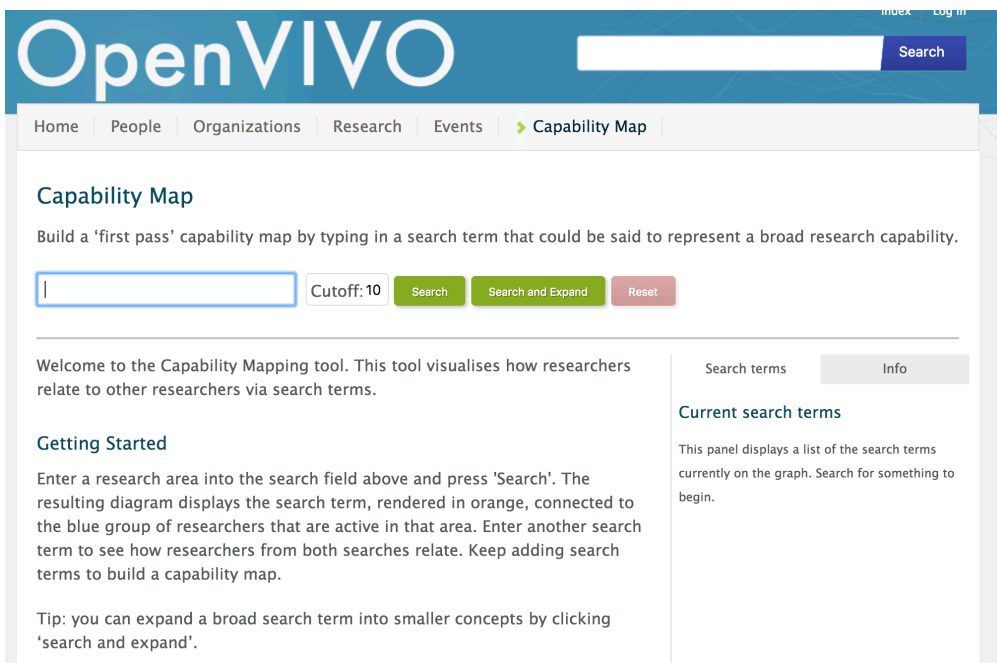 Index Log in
OpenVIVO
Search
Home People Organizations Research Events Capability Map
Capability Map
Build a ‘first pass’ capability map by typing in a search term that could be said to represent a broad research capability.
Cutoff: 10 Search Search and Expand Reset
Welcome to the Capability Mapping tool. This tool visualises how researchers
relate to other researchers via search terms.
Getting Started
Enter a research area into the search field above and press 'Search'. The
resulting diagram displays the search term, rendered in orange, connected to
the blue group of researchers that are active in that area. Enter another search
term to see how researchers from both searches relate. Keep adding search
terms to build a capability map.
Tip: you can expand a broad search term into smaller concepts by clicking
‘search and expand’.
Search terms Info
Current search terms
This panel displays a list of the search terms
currently on the graph. Search for something to
begin.